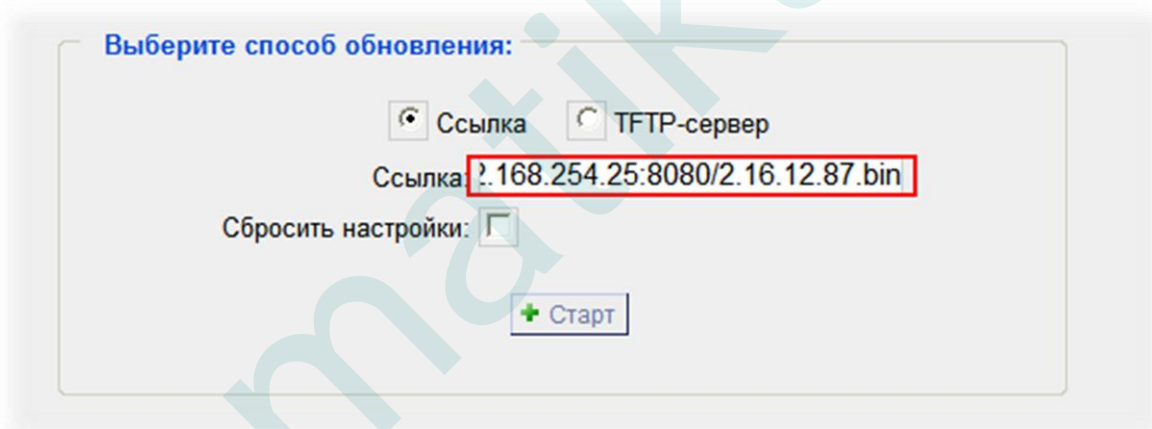 Выберите способ обновления:
Ссылка TFTP-сервер
Ссылка: .168.254.25:8080/2.16.12.87.bin
Сбросить настройки:
Старт
matik